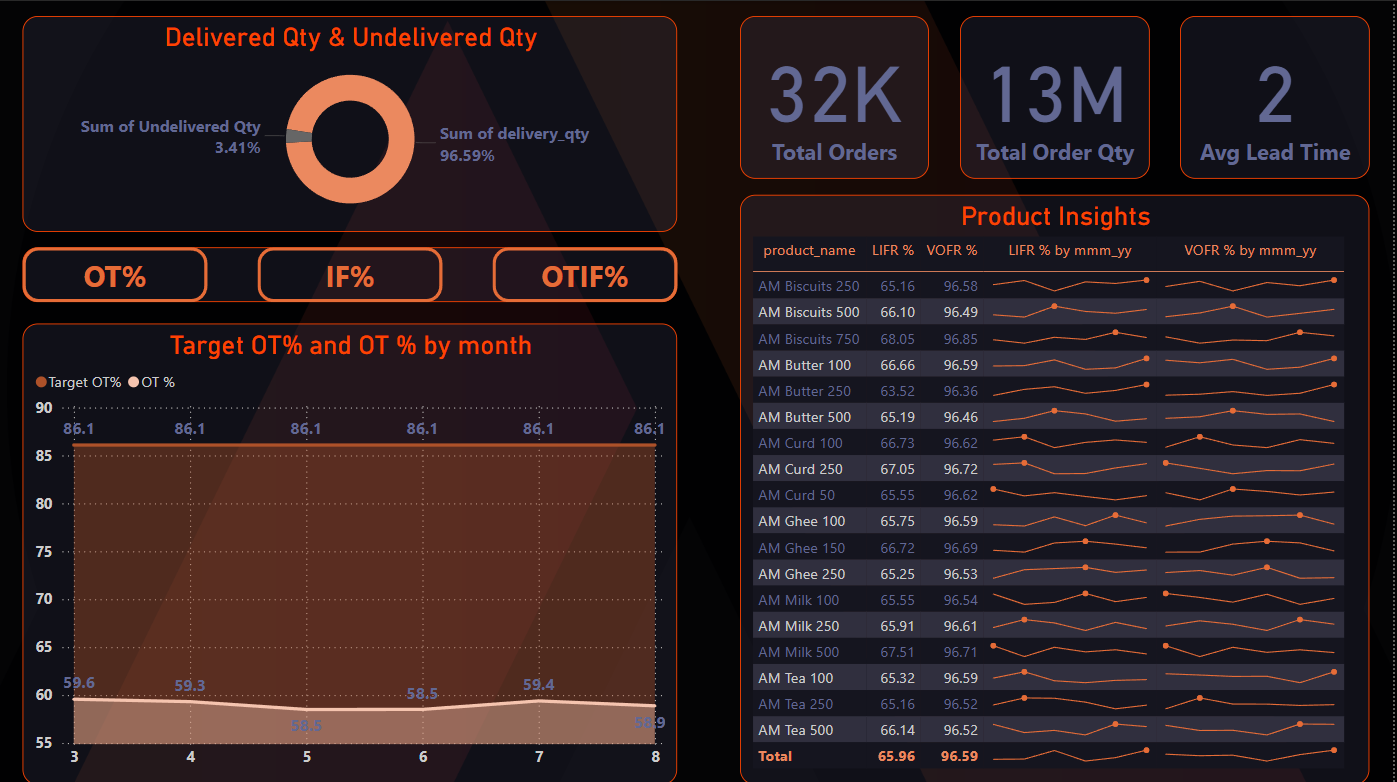 Delivered Qty & Undelivered Qty
Sum of Undelivered Qty
3.41%
Sum of delivery_qty
96.59%
32K
Total Orders
13M
Total Order Qty
2
Avg Lead Time
OT%
IF%
OTIF%
Target OT% and OT % by month
Target OT% OT %
90
86.1 86.1 86.1 86.1 86.1 86.1
85
80
75
70
65
60
59.6 59.3 58.5 58.5 59.4 58.9
55
3 4 5 6 7 8
Product Insights
product_name LIFR % VOFR % LIFR % by mmm_yy VOFR % by mmm_yy
AM Biscuits 250 65.16 96.58
AM Biscuits 500 66.10 96.49
AM Biscuits 750 68.05 96.85
AM Butter 100 66.66 96.59
AM Butter 250 63.52 96.36
AM Butter 500 65.19 96.46
AM Curd 100 66.73 96.62
AM Curd 250 67.05 96.72
AM Curd 50 65.55 96.62
AM Ghee 100 65.75 96.59
AM Ghee 150 66.72 96.69
AM Ghee 250 65.25 96.53
AM Milk 100 65.55 96.54
AM Milk 250 65.91 96.61
AM Milk 500 67.51 96.71
AM Tea 100 65.32 96.59
AM Tea 250 65.16 96.52
AM Tea 500 66.14 96.52
Total 65.96 96.59